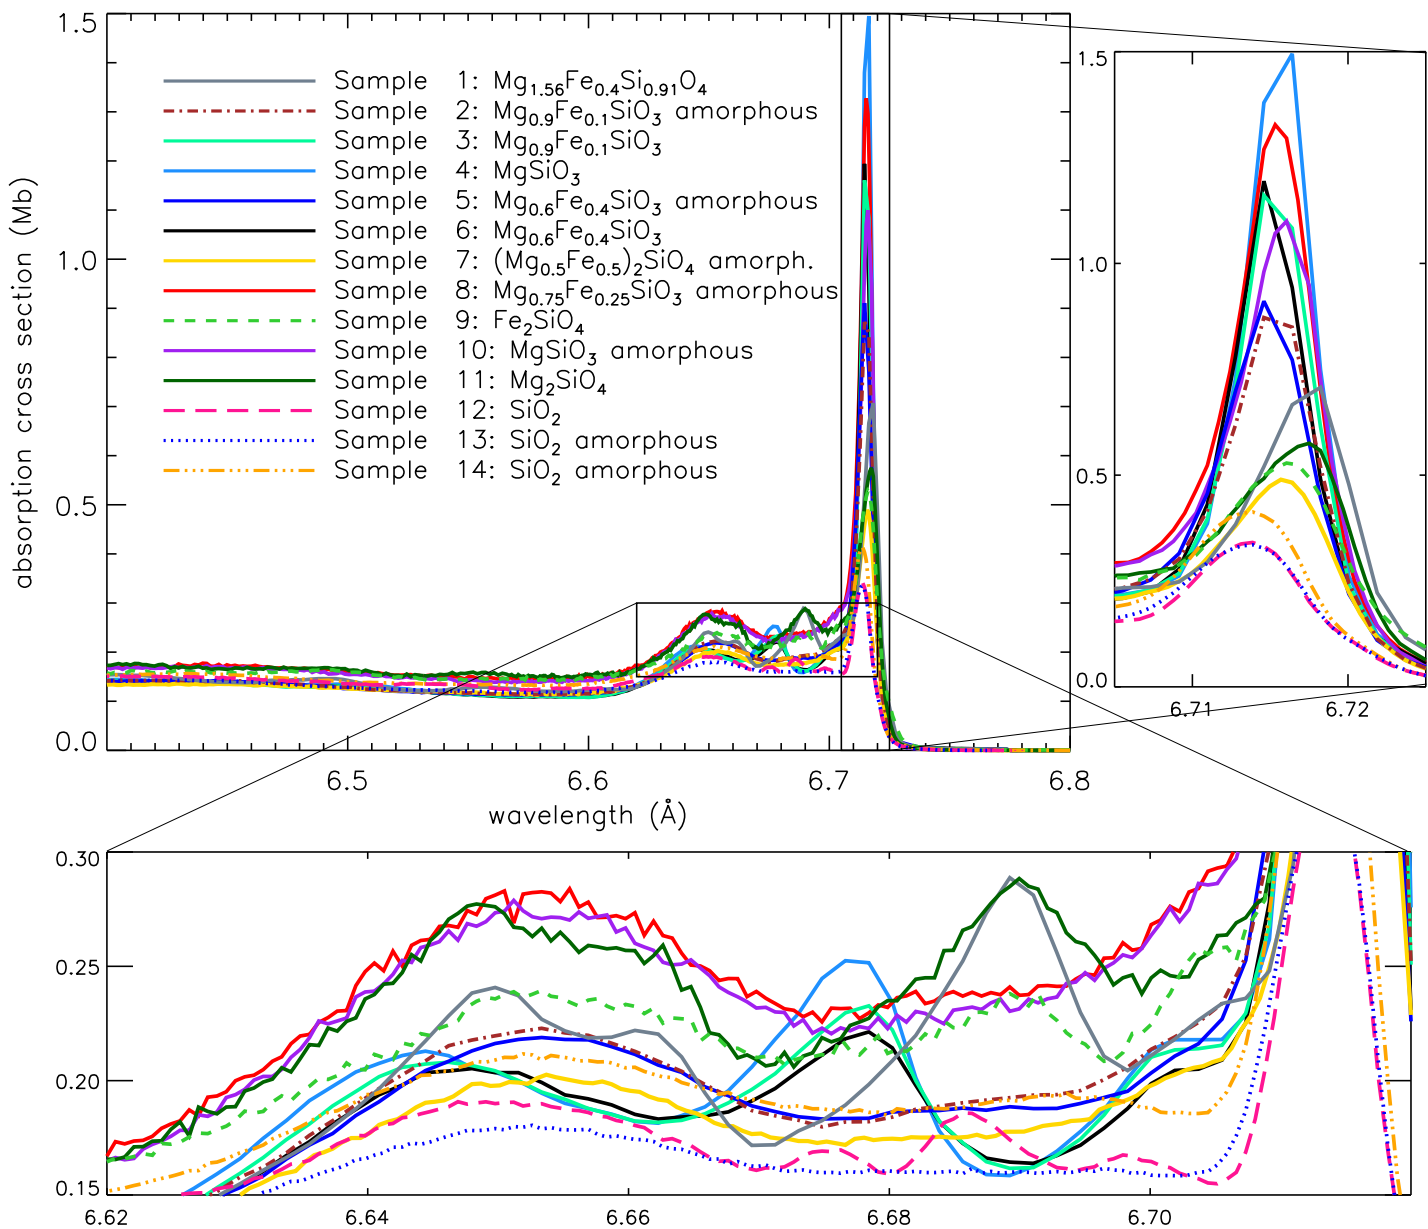 1.5
1.0
0.5
0.0
absorption cross section (Mb)
Sample 1: Mg1.56Fe0.4Si0.91O4
Sample 2: Mg0.9Fe0.1SiO3 amorphous
Sample 3: Mg0.9Fe0.1SiO3
Sample 4: MgSiO3
Sample 5: Mg0.6Fe0.4SiO3 amorphous
Sample 6: Mg0.6Fe0.4SiO3
Sample 7: (Mg0.5Fe0.5)2SiO4 amorph.
Sample 8: Mg0.75Fe0.25SiO3 amorphous
Sample 9: Fe2SiO4
Sample 10: MgSiO3 amorphous
Sample 11: Mg2SiO4
Sample 12: SiO2
Sample 13: SiO2 amorphous
Sample 14: SiO2 amorphous
6.5 6.6 6.7 6.8
wavelength (Å)
1.5
1.0
0.5
0.0
6.71 6.72
0.30
0.25
0.20
0.15
6.62 6.64 6.66 6.68 6.70